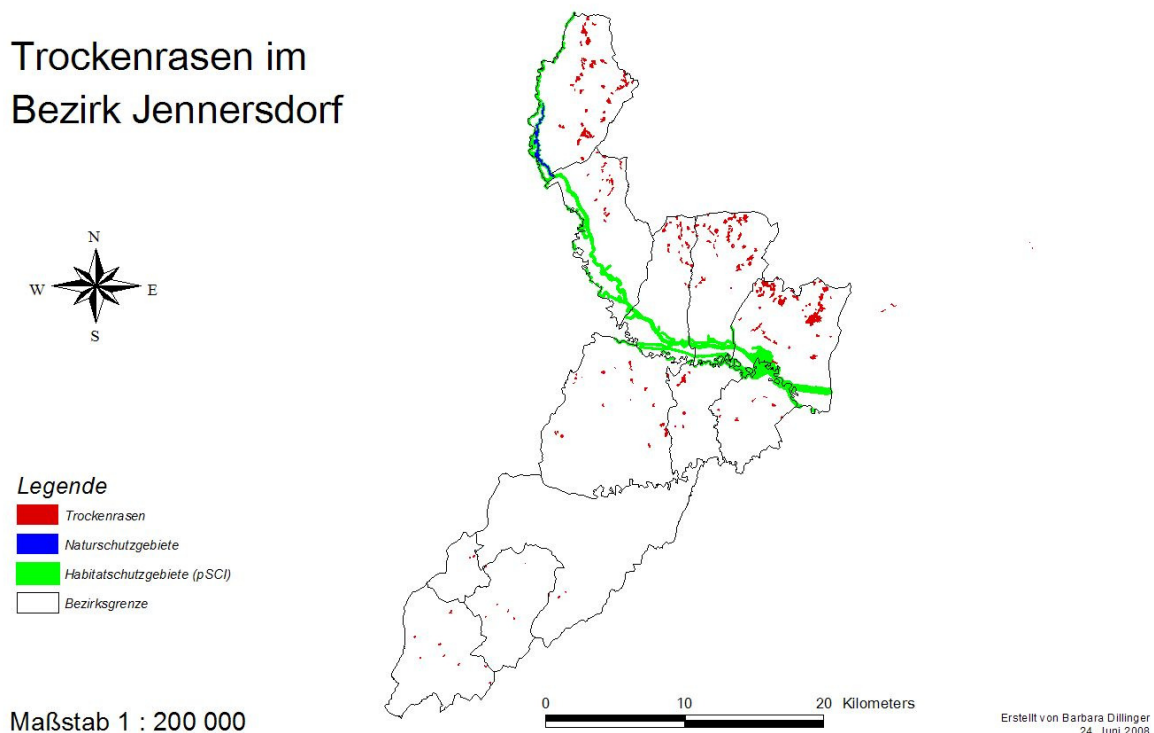 Trockenrasen im
Bezirk Jennersdorf
N
W E
S
Legende
Trockenrasen
Naturschutzgebiete
Habitatschutzgebiete (pSCI)
Bezirksgrenze
Maßstab 1 : 200 000
0 10 20 Kilometers
Erstellt von Barbara Dillinger
24. Juni 2008